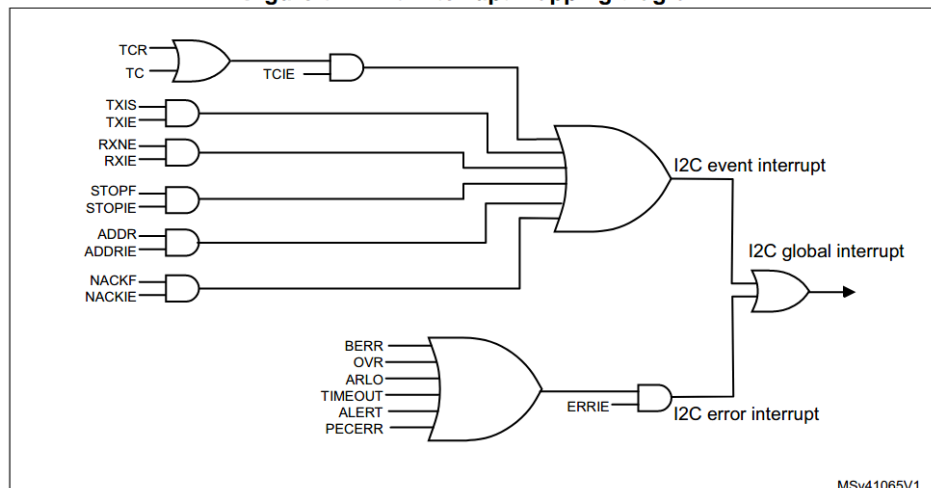 TCR
TC
TCIE
TXIS
TXIE
RXNE
RXIE
I2C event interrupt
STOPF
STOPIE
ADDR
ADDRIE
I2C global interrupt
NACKF
NACKIE
BERR
OVR
ARLO
TIMEOUT
ALERT
PECERR
ERRIE
I2C error interrupt
MSv41065V1